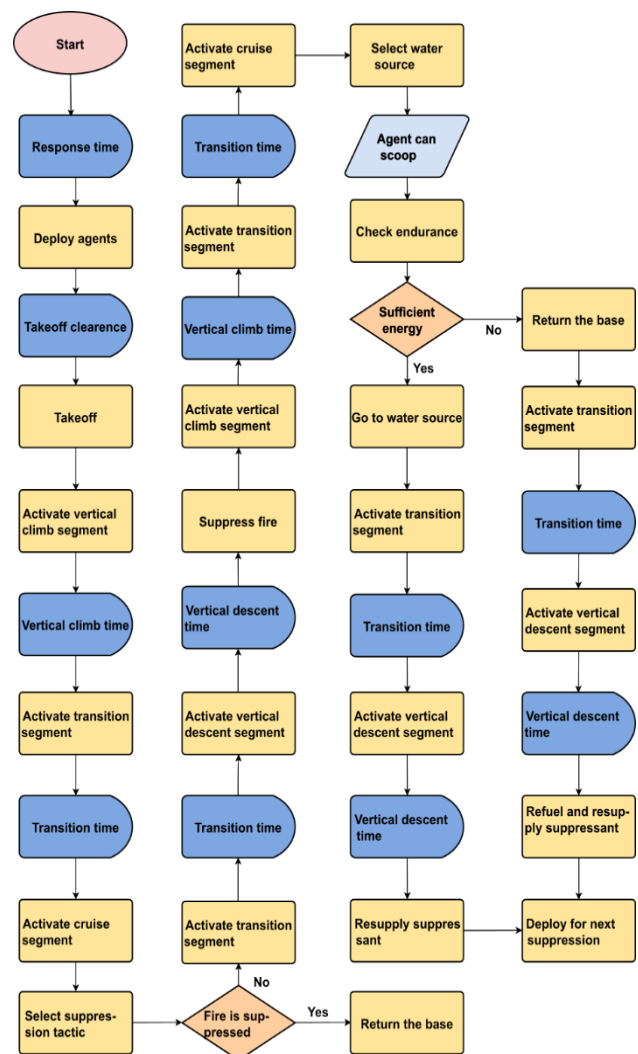 Start
Response time
Deploy agents
Takeoff clearence
Takeoff
Activate vertical
climb segment
Vertical climb time
Activate transition
segment
Transition time
Activate cruise
segment
Select suppres-
sion tactic
Fire is sup-
pressed
No
Yes
Return the base
Activate transition
segment
Transition time
Activate vertical
descent segment
Vertical descent
time
Suppress fire
Activate vertical
climb segment
Vertical climb time
Activate transition
segment
Transition time
Activate cruise
segment
Select water
source
Agent can
scoop
Check endurance
Sufficient
energy
No
Yes
Go to water source
Activate transition
segment
Transition time
Activate vertical
descent segment
Vertical descent
time
Resupply suppres
sant
Return the base
Activate transition
segment
Transition time
Activate vertical
descent segment
Vertical descent
time
Refuel and resup-
ply suppressant
Deploy for next
suppression